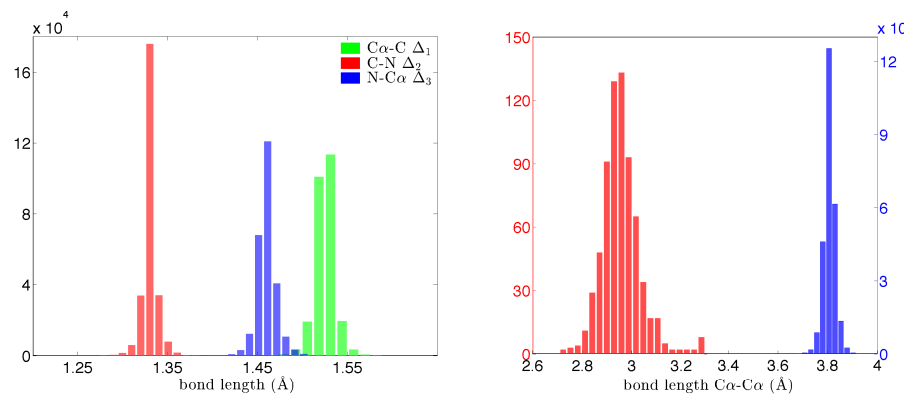 x 10^4
16
12
8
4
0
1.25 1.35 1.45 1.55
bond length (Å)
Cα-C Δ₁
C-N Δ₂
N-Cα Δ₃
150
120
90
60
30
0
2.6 2.8 3 3.2 3.4 3.6 3.8 4
bond length Cα-Cα (Å)
x 10
12
9
6
3
0